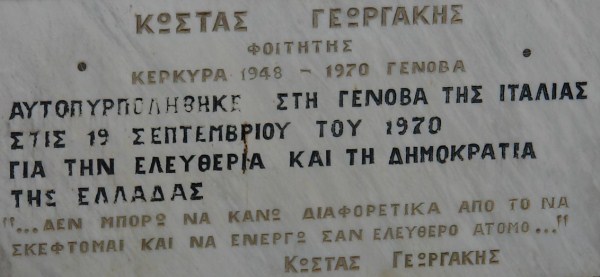 ΚΩΣΤΑΣ ΓΕΩΡΓΑΚΗΣ
ΦΟΙΤΗΤΗΣ
ΚΕΡΚΥΡΑ 1948 - 1970 ΓΕΝΟΒΑ
ΑΥΤΟΠΥΡΠΟΛΗΘΗΚΕ ΣΤΗ ΓΕΝΟΒΑ ΤΗΣ ΙΤΑΛΙΑΣ
ΣΤΙΣ 19 ΣΕΠΤΕΜΒΡΙΟΥ ΤΟΥ 1970
ΓΙΑ ΤΗΝ ΕΛΕΥΘΕΡΙΑ ΚΑΙ ΤΗ ΔΗΜΟΚΡΑΤΙΑ
ΤΗΣ ΕΛΛΑΔΑΣ
"...ΔΕΝ ΜΠΟΡΩ ΝΑ ΚΑΝΩ ΔΙΑΦΟΡΕΤΙΚΑ ΑΠΟ ΤΟ ΝΑ
ΣΚΕΦΤΟΜΑΙ ΚΑΙ ΝΑ ΕΝΕΡΓΩ ΣΑΝ ΕΛΕΥΘΕΡΟ ΑΤΟΜΟ..."
ΚΩΣΤΑΣ ΓΕΩΡΓΑΚΗΣ